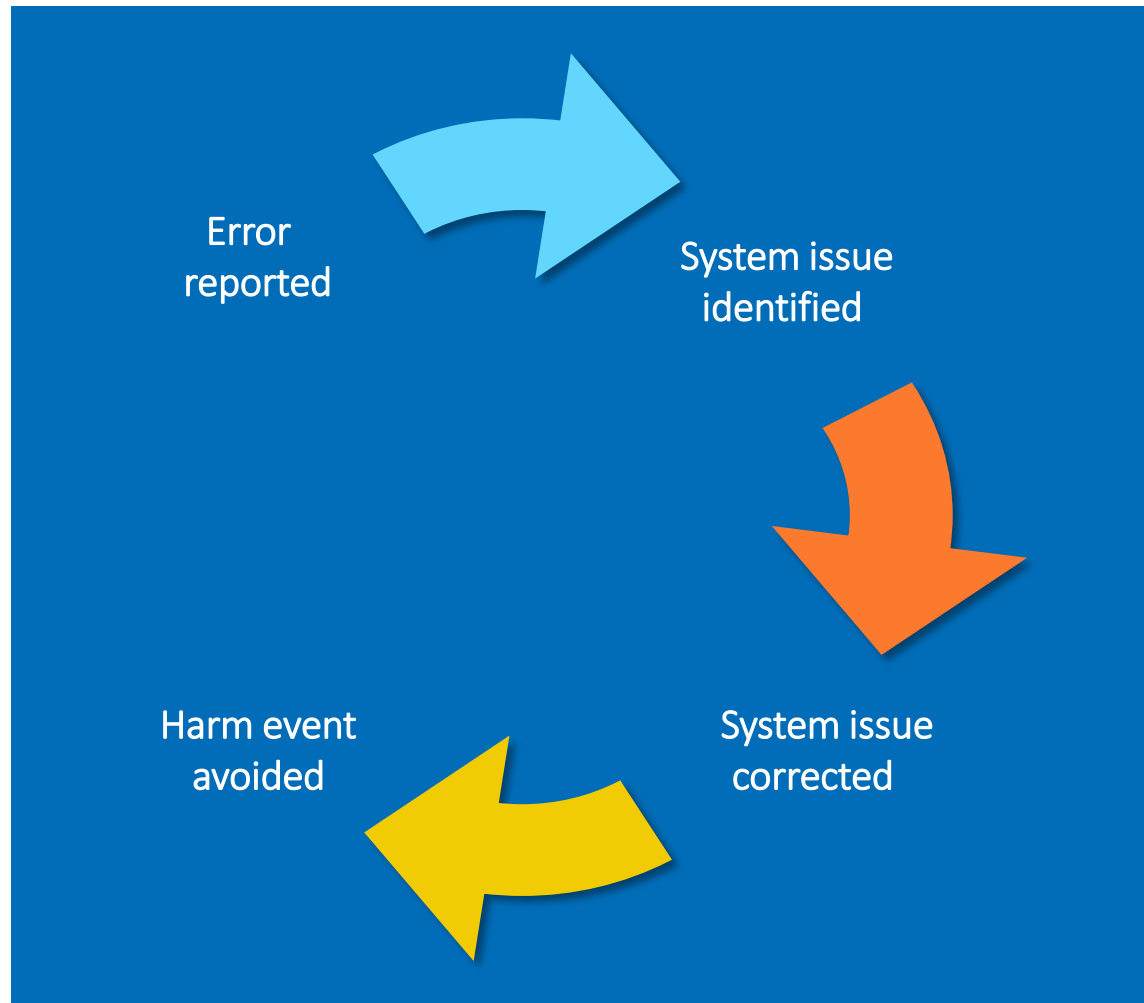 Error
reported
System issue
identified
System issue
corrected
Harm event
avoided